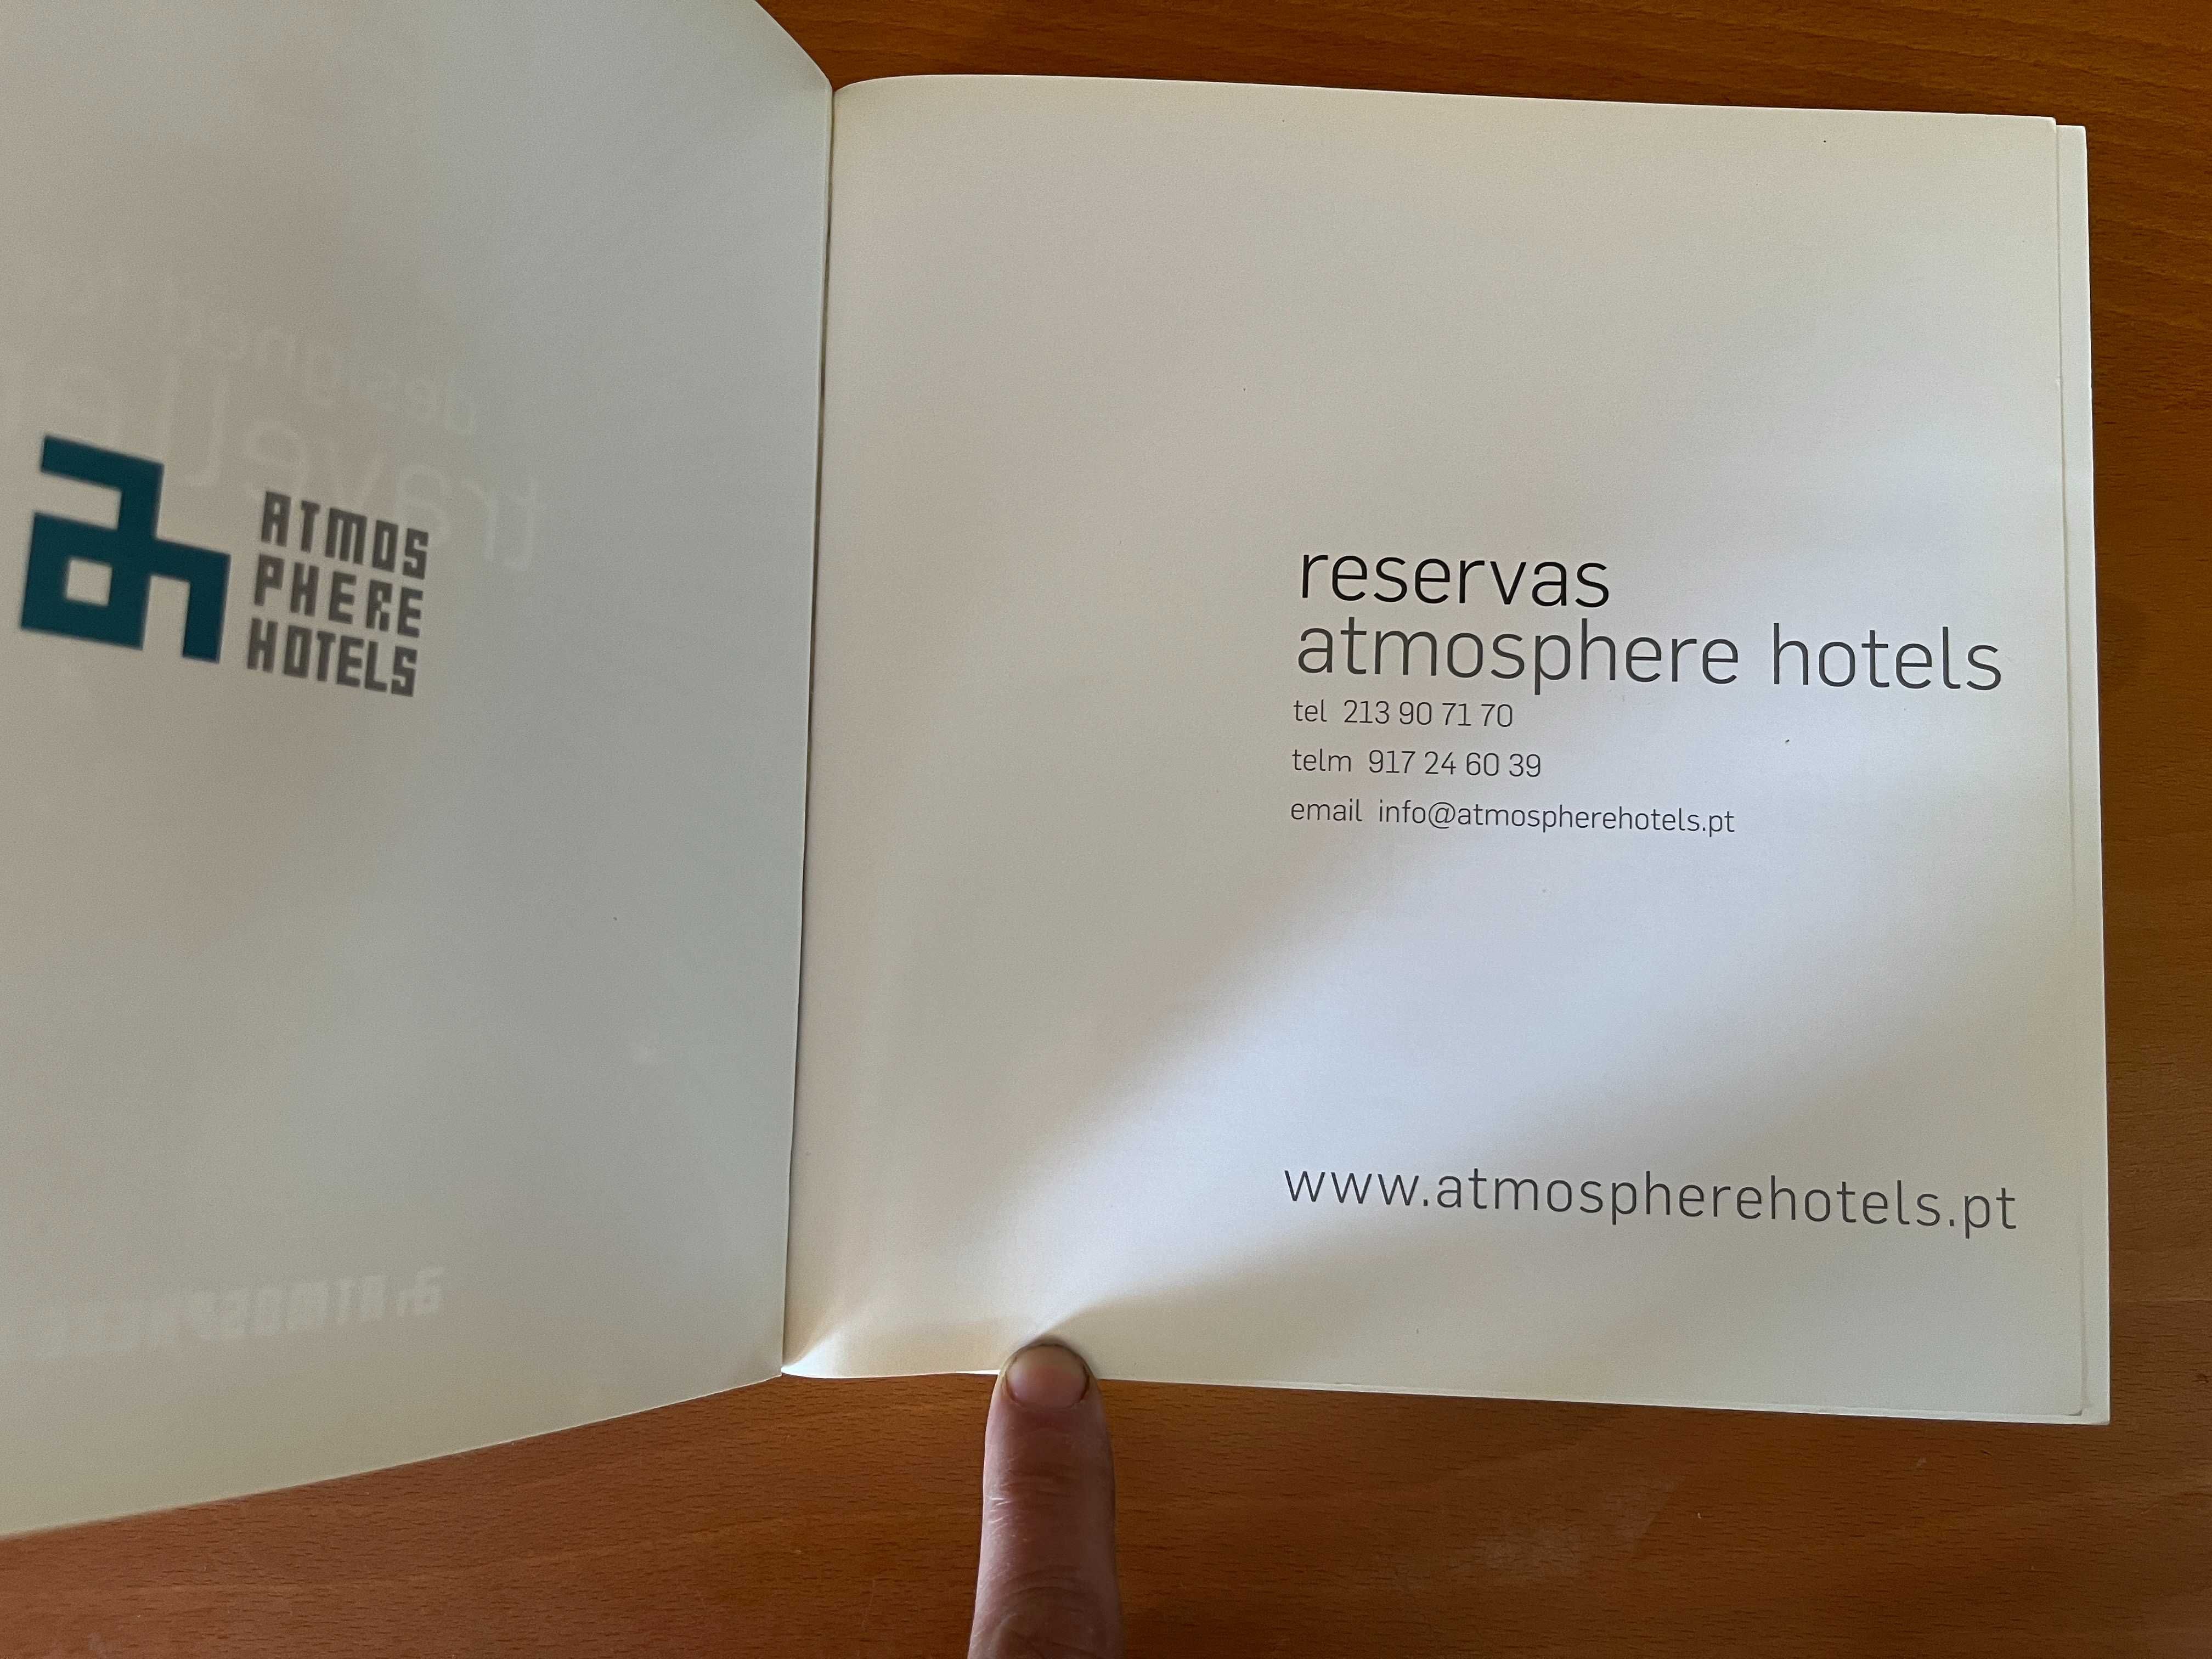 ATMOS
PHERE
HOTELS
reservas
atmosphere hotels
tel 213 90 71 70
telm 917 24 60 39
email info@atmospherehotels.pt
www.atmospherehotels.pt